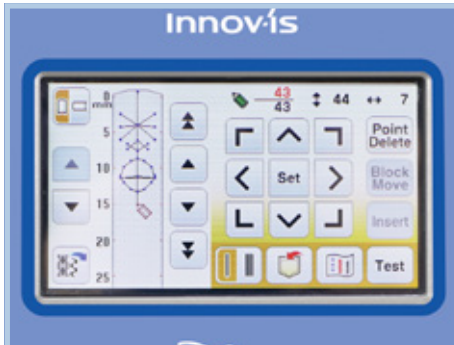 Innov-ís
0
mm
43
43
44
7
5
10
15
20
25
Set
Point
Delete
Block
Move
Insert
Test